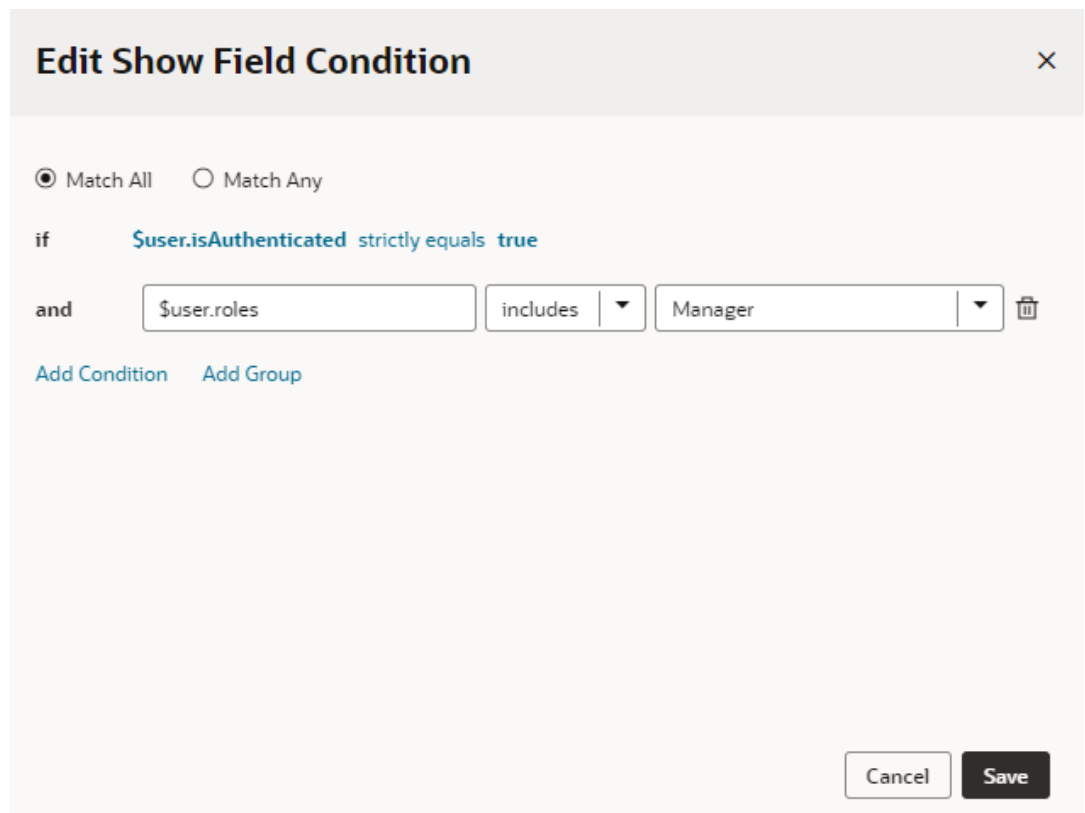 Edit Show Field Condition
Match All Match Any
if $user.isAuthenticated strictly equals true
and $user.roles includes Manager
Add Condition Add Group
Cancel Save